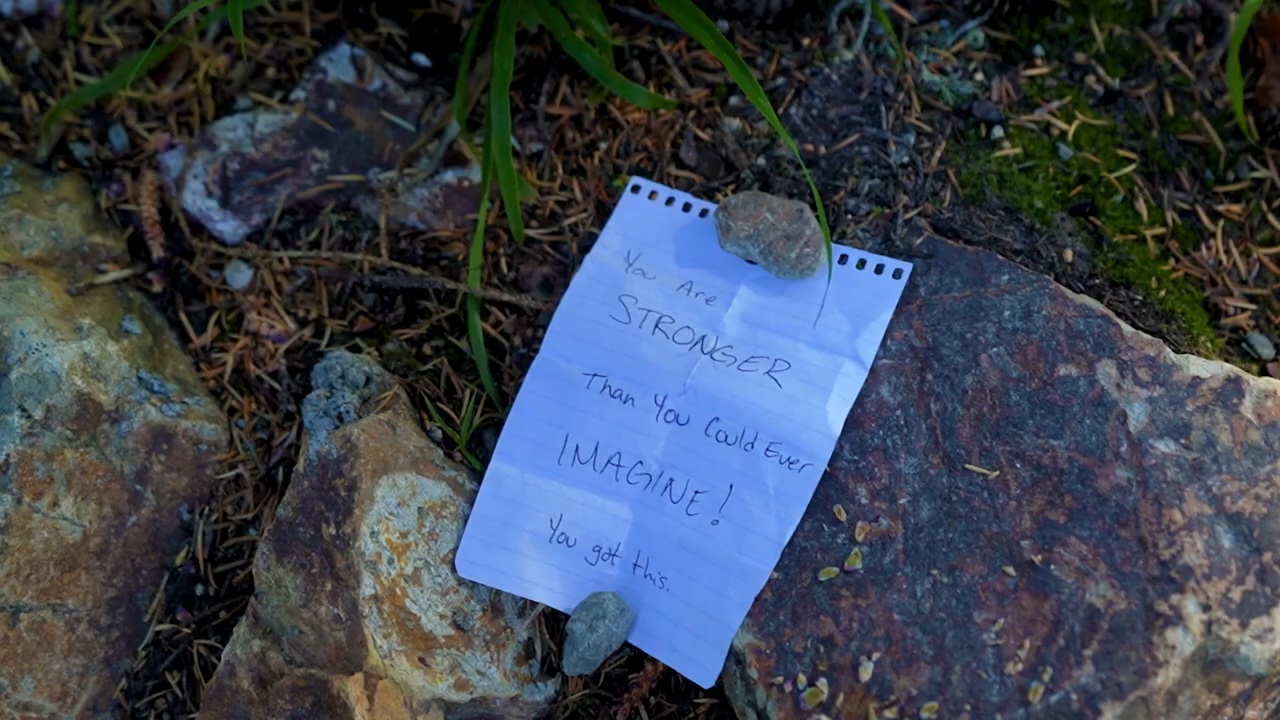 You Are
STRONGER
Than You Could Ever
IMAGINE!
You got this.